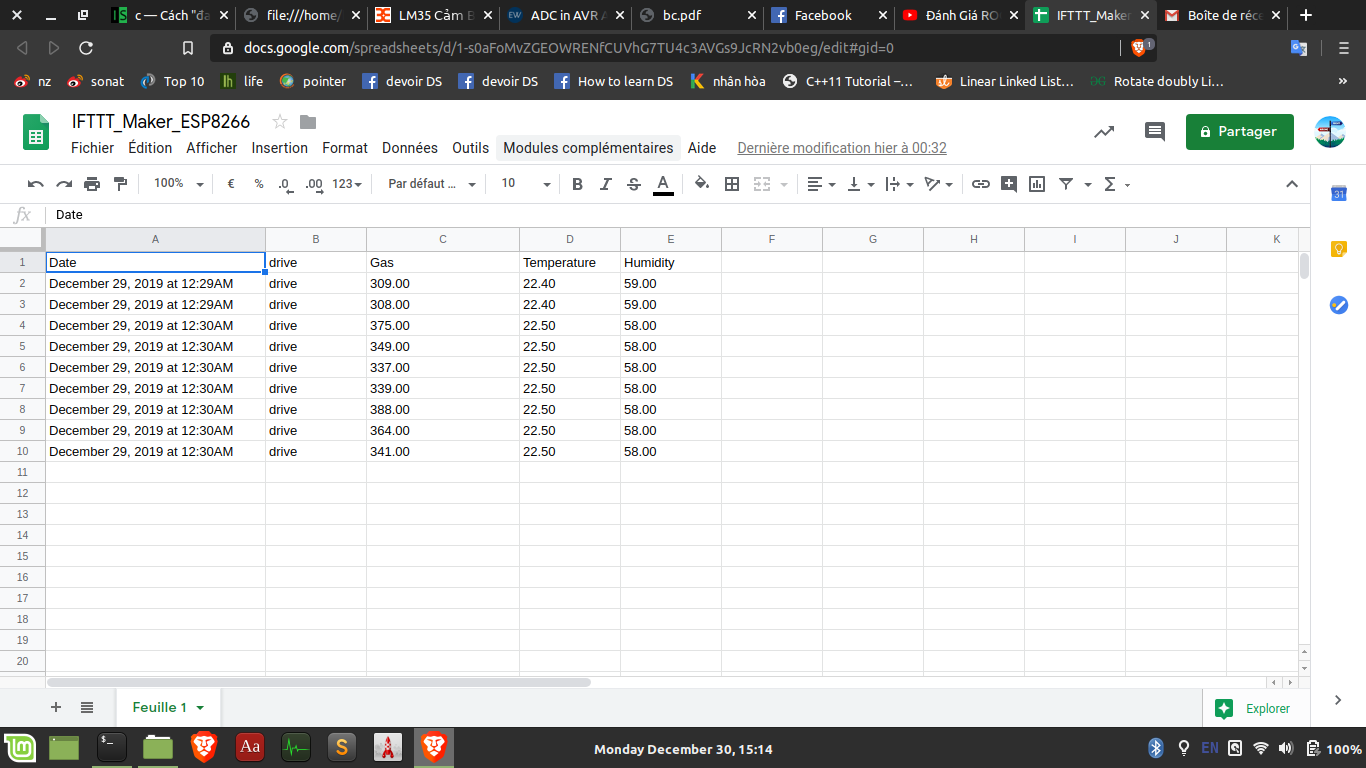 c — Cách "đa
file:///home/
LM35 Cảm B
EW ADC in AVR
bc.pdf
Facebook
Đánh Giá RO
IFTTT_Maker
Boîte de réc
docs.google.com/spreadsheets/d/1-s0aFoMvZGEOWRENfCUVhG7TU4c3AVGs9JcRN2vb0eg/edit#gid=0
1
nz
sonat
Top 10
lh life
pointer
devoir DS
devoir DS
How to learn DS
nhân hòa
C++11 Tutorial –...
Linear Linked List...
Rotate doubly Li...
»
IFTTT_Maker_ESP8266
Fichier Édition Afficher Insertion Format Données Outils Modules complémentaires Aide Dernière modification hier à 00:32
Partager
100% € % .0 .00 123 Par défaut ... 10 B I S A Σ
31
fx Date
A B C D E F G H I J K
1 Date drive Gas Temperature Humidity
2 December 29, 2019 at 12:29AM drive 309.00 22.40 59.00
3 December 29, 2019 at 12:29AM drive 308.00 22.40 59.00
4 December 29, 2019 at 12:30AM drive 375.00 22.50 58.00
5 December 29, 2019 at 12:30AM drive 349.00 22.50 58.00
6 December 29, 2019 at 12:30AM drive 337.00 22.50 58.00
7 December 29, 2019 at 12:30AM drive 339.00 22.50 58.00
8 December 29, 2019 at 12:30AM drive 388.00 22.50 58.00
9 December 29, 2019 at 12:30AM drive 364.00 22.50 58.00
10 December 29, 2019 at 12:30AM drive 341.00 22.50 58.00
11
12
13
14
15
16
17
18
19
20
Feuille 1
Explorer
Aa
S
Monday December 30, 15:14
EN
100%